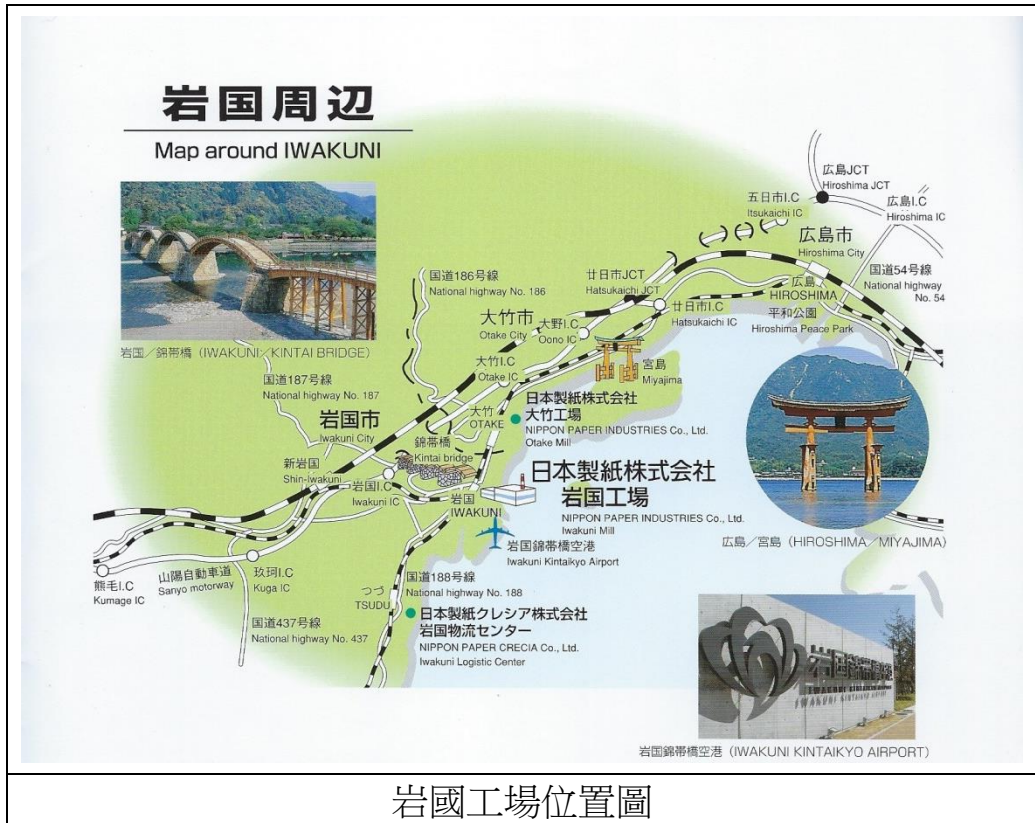 岩国周辺
Map around IWAKUNI
広島JCT
Hiroshima JCT
五日市I.C
Itsukaichi IC
広島I.C
Hiroshima IC
広島市
Hiroshima City
国道54号線
National highway
No. 54
国道186号線
National highway No. 186
廿日市JCT
Hatsukaichi JCT
広島
HIROSHIMA
平和公園
Hiroshima Peace Park
廿日市I.C
Hatsukaichi IC
大竹市
Otake City
大野I.C
Oono IC
岩国/錦帯橋 (IWAKUNI/KINTAI BRIDGE)
大竹I.C
Otake IC
宮島
Miyajima
国道187号線
National highway No. 187
大竹
OTAKE
日本製紙株式会社
大竹工場
NIPPON PAPER INDUSTRIES Co., Ltd.
Otake Mill
岩国市
Iwakuni City
錦帯橋
Kintai bridge
新岩国
Shin-Iwakuni
岩国I.C
Iwakuni IC
岩国
IWAKUNI
日本製紙株式会社
岩国工場
NIPPON PAPER INDUSTRIES Co., Ltd.
Iwakuni Mill
広島/宮島 (HIROSHIMA/MIYAJIMA)
岩国錦帯橋空港
Iwakuni Kintaikyo Airport
熊毛I.C
Kumage IC
山陽自動車道
Sanyo motorway
玖珂I.C
Kuga IC
つづ
TSUDU
国道188号線
National highway No. 188
国道437号線
National highway No. 437
日本製紙クレシア株式会社
岩国物流センター
NIPPON PAPER CRECIA Co., Ltd.
Iwakuni Logistic Center
岩国錦帯橋空港
IWAKUNI KINTAIKYO AIRPORT
岩国錦帯橋空港 (IWAKUNI KINTAIKYO AIRPORT)
岩國工場位置圖